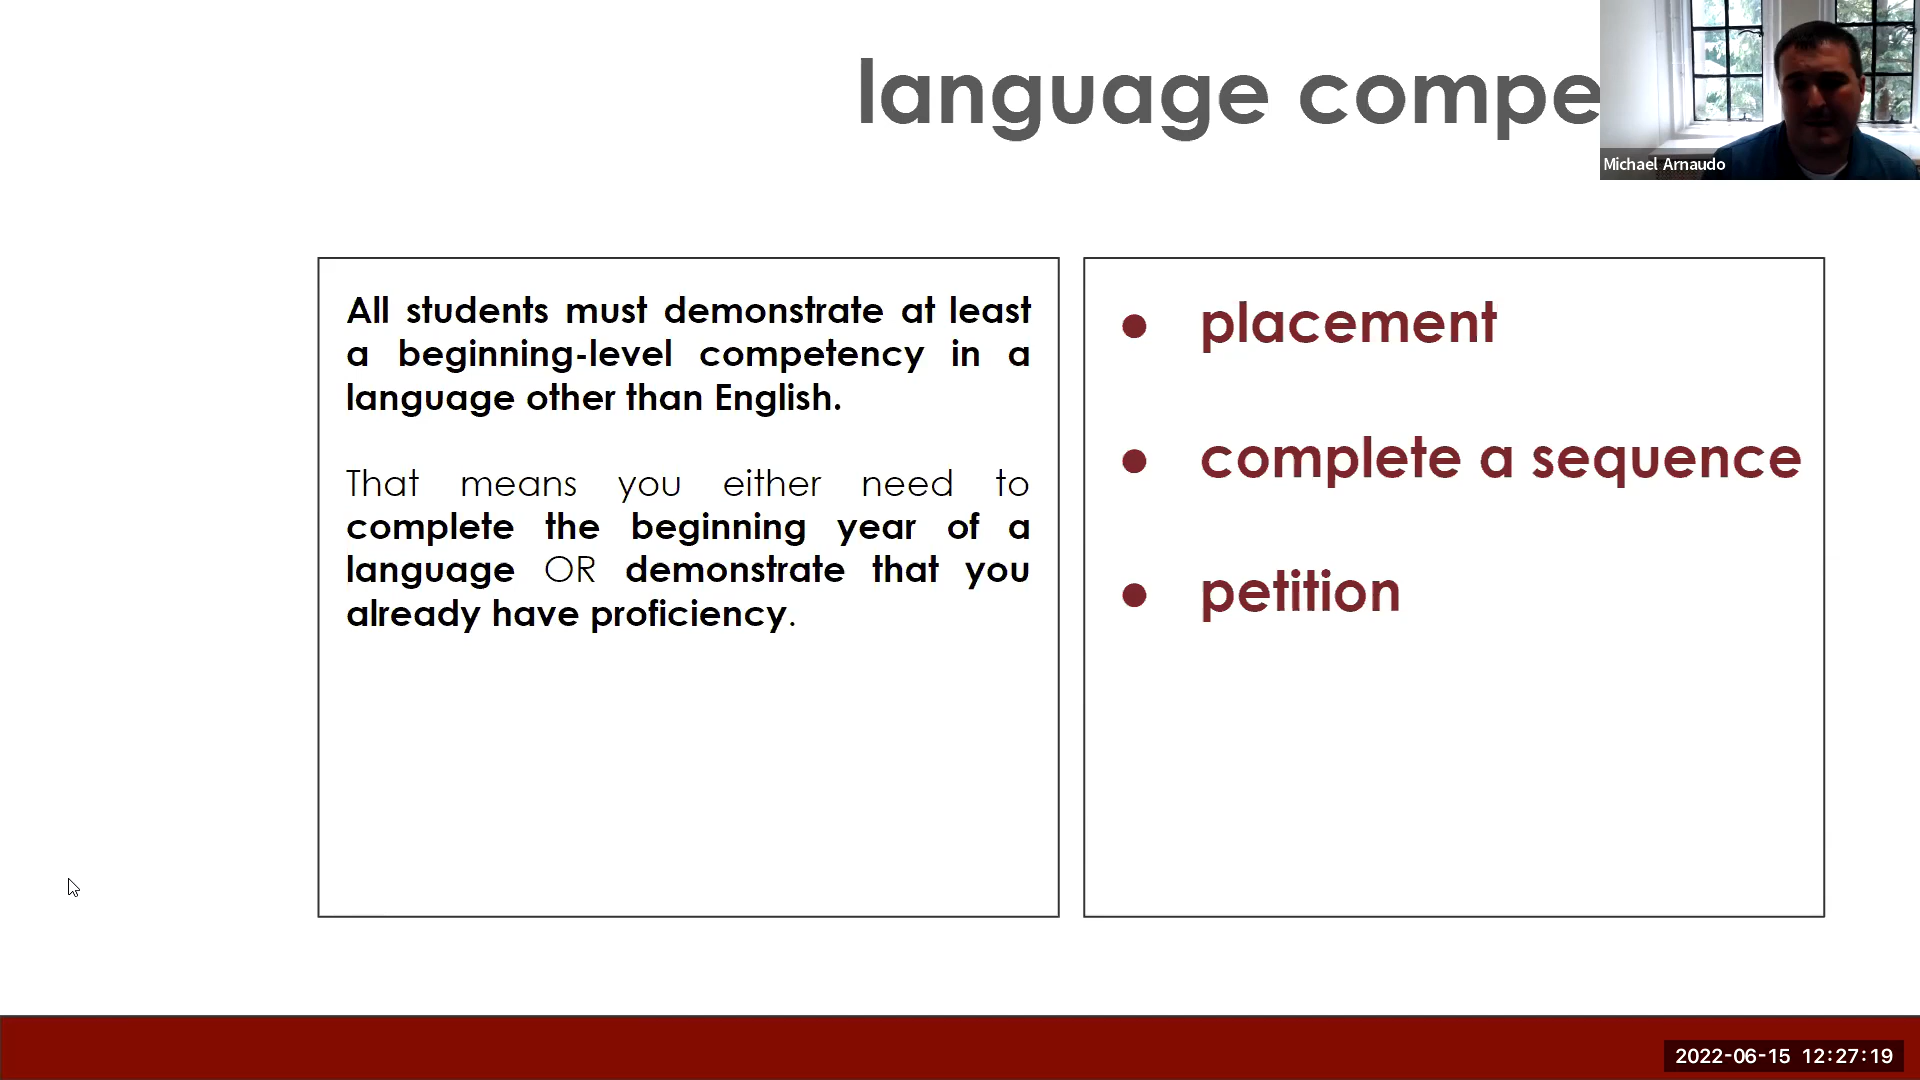 language compe
Michael Arnaudo
All students must demonstrate at least
a beginning-level competency in a
language other than English.
That means you either need to
complete the beginning year of a
language OR demonstrate that you
already have proficiency.
● placement
● complete a sequence
● petition
2022-06-15 12:27:19